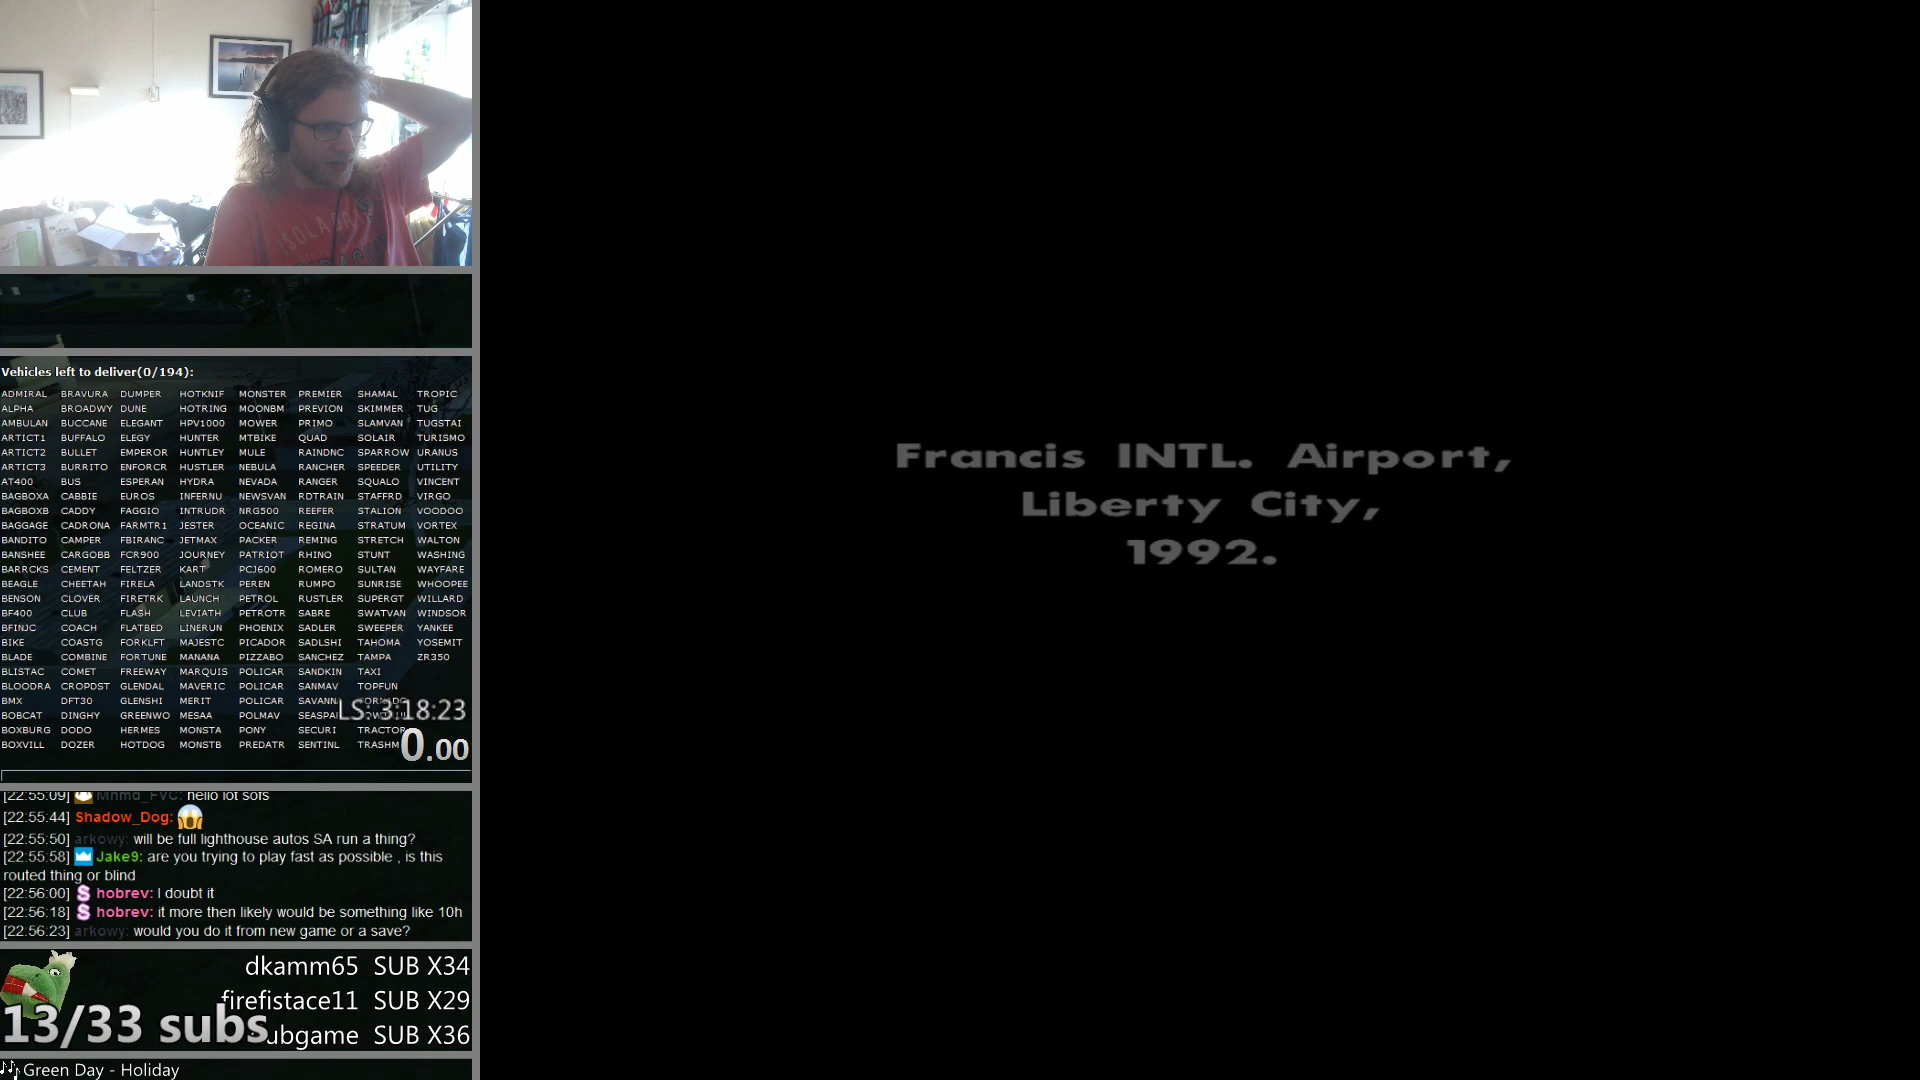 Francis INTL. Airport,
Liberty City,
1992.
Vehicles left to deliver(0/194):
ADMIRAL BRAVURA DUMPER HOTKNIF MONSTER PREMIER SHAMAL TROPIC
ALPHA BROADWY DUNE HOTRING MOONBM PREVION SKIMMER TUG
AMBULAN BUCCANE ELEGANT HPV1000 MOWER PRIMO SLAMVAN TUGSTAI
ARTICT1 BUFFALO ELEGY HUNTER MTBIKE QUAD SOLAIR TURISMO
ARTICT2 BULLET EMPEROR HUNTLEY MULE RAINDNC SPARROW URANUS
ARTICT3 BURRITO ENFORCR HUSTLER NEBULA RANCHER SPEEDER UTILITY
AT400 BUS ESPERAN HYDRA NEVADA RANGER SQUALO VINCENT
BAGBOXA CABBIE EUROS INFERNU NEWSVAN RDTRAIN STAFFRD VIRGO
BAGBOXB CADDY FAGGIO INTRUDR NRG500 REEFER STALION VOODOO
BAGGAGE CADRONA FARMTR1 JESTER OCEANIC REGINA STRATUM VORTEX
BANDITO CAMPER FBIRANC JETMAX PACKER REMING STRETCH WALTON
BANSHEE CARGOBB FCR900 JOURNEY PATRIOT RHINO STUNT WASHING
BARRCKS CEMENT FELTZER KART PCJ600 ROMERO SULTAN WAYFARE
BEAGLE CHEETAH FIRELA LANDSTK PEREN RUMPO SUNRISE WHOOPEE
BENSON CLOVER FIRETRK LAUNCH PETROL RUSTLER SUPERGT WILLARD
BF400 CLUB FLASH LEVIATH PETROTR SABRE SWATVAN WINDSOR
BFINJC COACH FLATBED LINERUN PHOENIX SADLER SWEEPER YANKEE
BIKE COASTG FORKLFT MAJESTC PICADOR SADLSHI TAHOMA YOSEMIT
BLADE COMBINE FORTUNE MANANA PIZZABO SANCHEZ TAMPA ZR350
BLISTAC COMET FREEWAY MARQUIS POLICAR SANDKIN TAXI
BLOODRA CROPDST GLENDAL MAVERIC POLICAR SANMAV TOPFUN
BMX DFT30 GLENSHI MERIT POLICAR SAVANN
BOBCAT DINGHY GREENWO MESAA POLMAV
BOXBURG DODO HERMES MONSTA PONY SECURI TRACTOR
BOXVILL DOZER HOTDOG MONSTB PREDATR SENTINL TRASHM
LS: 3:18:23
0.00
[22:55:09] Mnmd_FVC: hello lot sofs
[22:55:44] Shadow_Dog:
[22:55:50] arkowy: will be full lighthouse autos SA run a thing?
[22:55:58] Jake9: are you trying to play fast as possible , is this
routed thing or blind
[22:56:00] hobrev: I doubt it
[22:56:18] hobrev: it more then likely would be something like 10h
[22:56:23] arkowy: would you do it from new game or a save?
dkamm65 SUB X34
firefistace11 SUB X29
ubgame SUB X36
13/33 subs
Green Day - Holiday